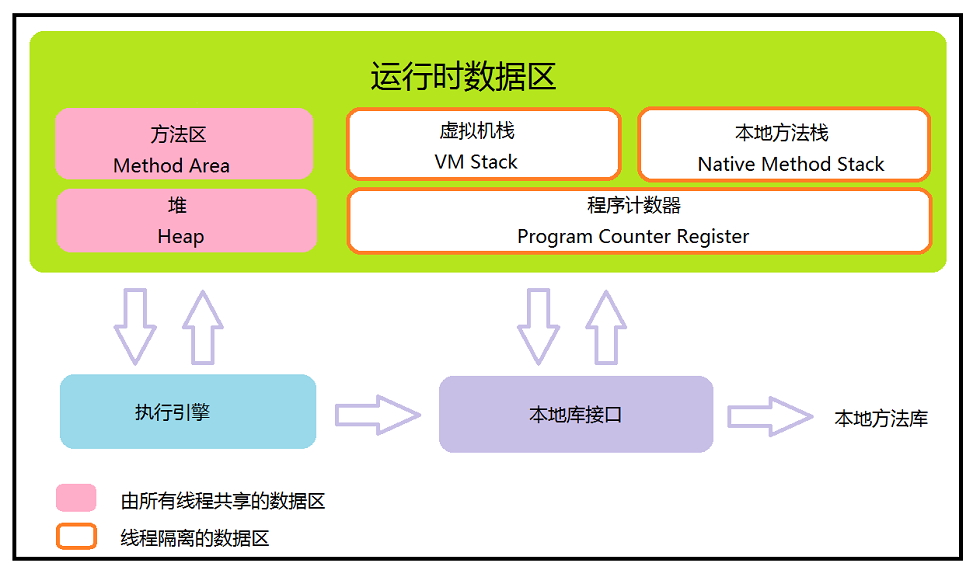 运行时数据区
方法区
Method Area
虚拟机栈
VM Stack
本地方法栈
Native Method Stack
堆
Heap
程序计数器
Program Counter Register
执行引擎
本地库接口
本地方法库
由所有线程共享的数据区
线程隔离的数据区